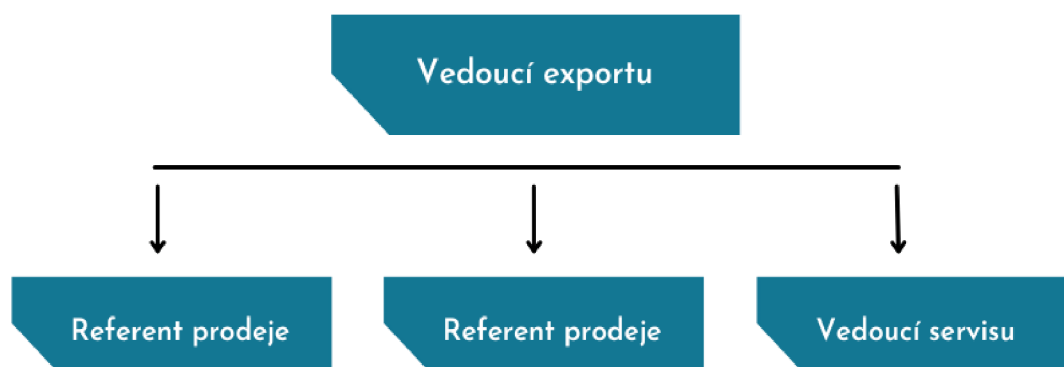 Vedoucí exportu
Referent prodeje
Referent prodeje
Vedoucí servisu